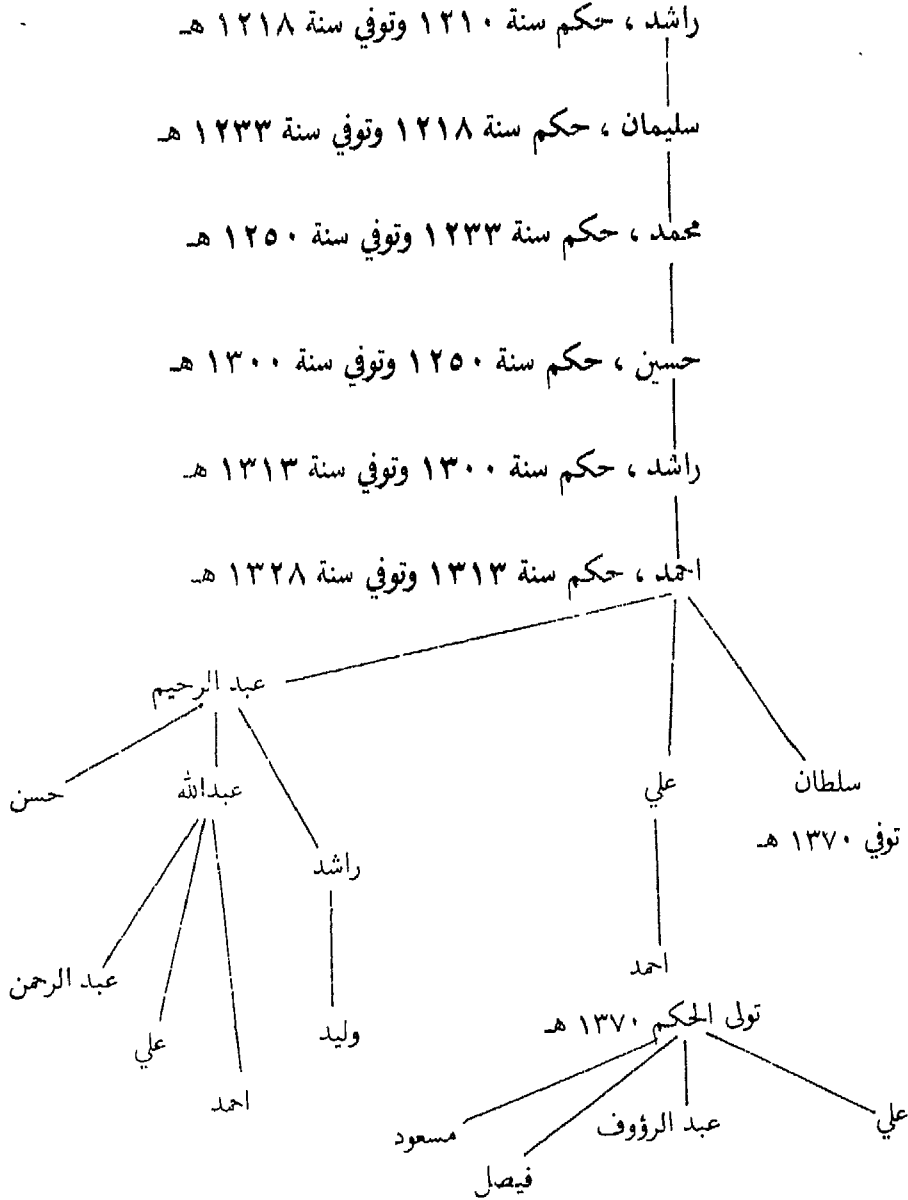 راشد ، حكم سنة ١٢١٠ وتوفي سنة ١٢١٨ هـ
سليمان ، حكم سنة ١٢١٨ وتوفي سنة ١٢٣٣ هـ
محمد ، حكم سنة ١٢٣٣ وتوفي سنة ١٢٥٠ هـ
حسين ، حكم سنة ١٢٥٠ وتوفي سنة ١٣٠٠ هـ
راشد ، حكم سنة ١٣٠٠ وتوفي سنة ١٣١٣ هـ
احمد ، حكم سنة ١٣١٣ وتوفي سنة ١٣٢٨ هـ
عبد الرحيم
سلطان
توفي ١٣٧٠ هـ
علي
عبدالله
حسن
راشد
احمد
تولى الحكم ١٣٧٠ هـ
وليد
احمد
علي
عبد الرحمن
علي
عبد الرؤوف
فيصل
مسعود